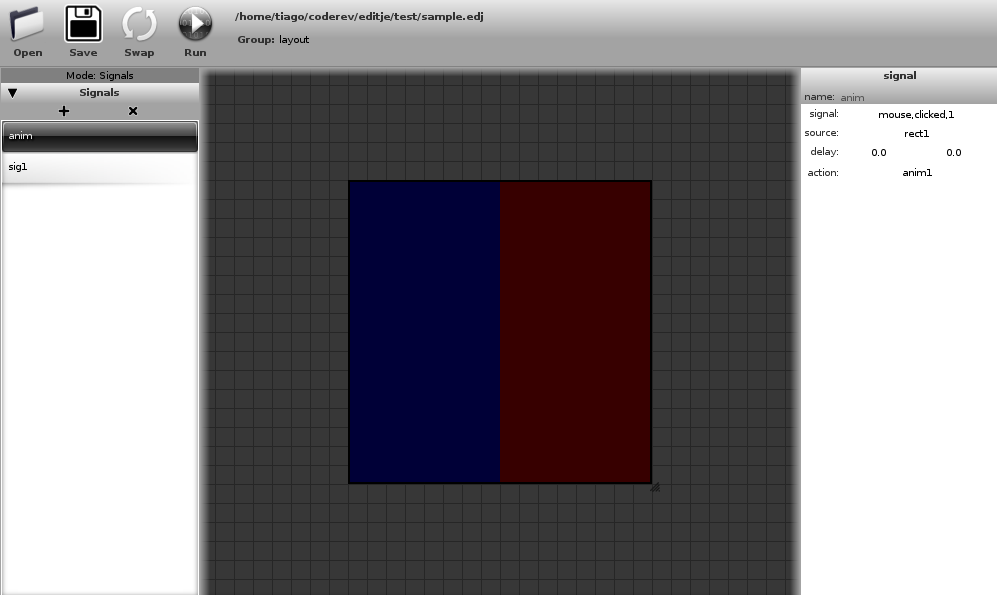 Open Save Swap Run
/home/tiago/coderev/editje/test/sample.edj
Group: layout
Mode: Signals
Signals
anim
sig1
signal
name: anim
signal: mouse,clicked,1
source: rect1
delay: 0.0 0.0
action: anim1